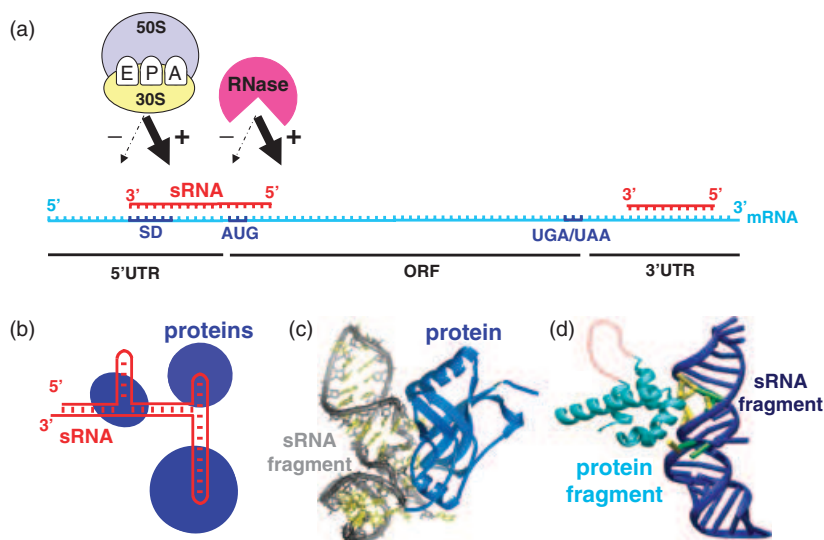 (a)
50S
E P A
30S
RNase
− + − +
5’ 3’ sRNA 5’ 3’ 5’ 3’ mRNA
SD AUG UGA/UAA
5’UTR ORF 3’UTR
(b)
proteins
5’
3’
sRNA
(c)
protein
sRNA
fragment
(d)
sRNA
fragment
protein
fragment